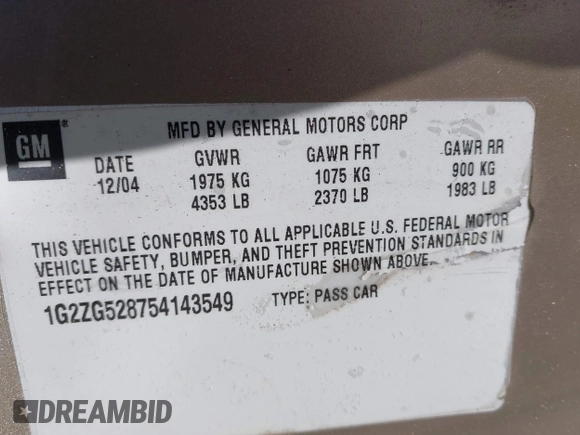 GM
MFD BY GENERAL MOTORS CORP
DATE GVWR GAWR FRT GAWR RR
12/04 1975 KG 1075 KG 900 KG
4353 LB 2370 LB 1983 LB
THIS VEHICLE CONFORMS TO ALL APPLICABLE U.S. FEDERAL MOTOR
VEHICLE SAFETY, BUMPER, AND THEFT PREVENTION STANDARDS IN
EFFECT ON THE DATE OF MANUFACTURE SHOWN ABOVE.
1G2ZG528754143549 TYPE: PASS CAR
DREAMBID